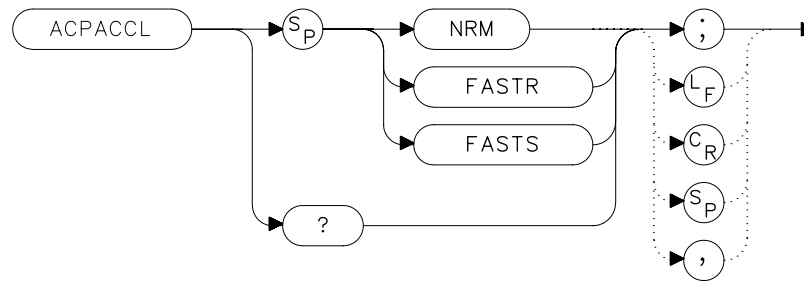 ACPACCL SP NRM ;
FASTR LF
FASTS CR
SP
? ,